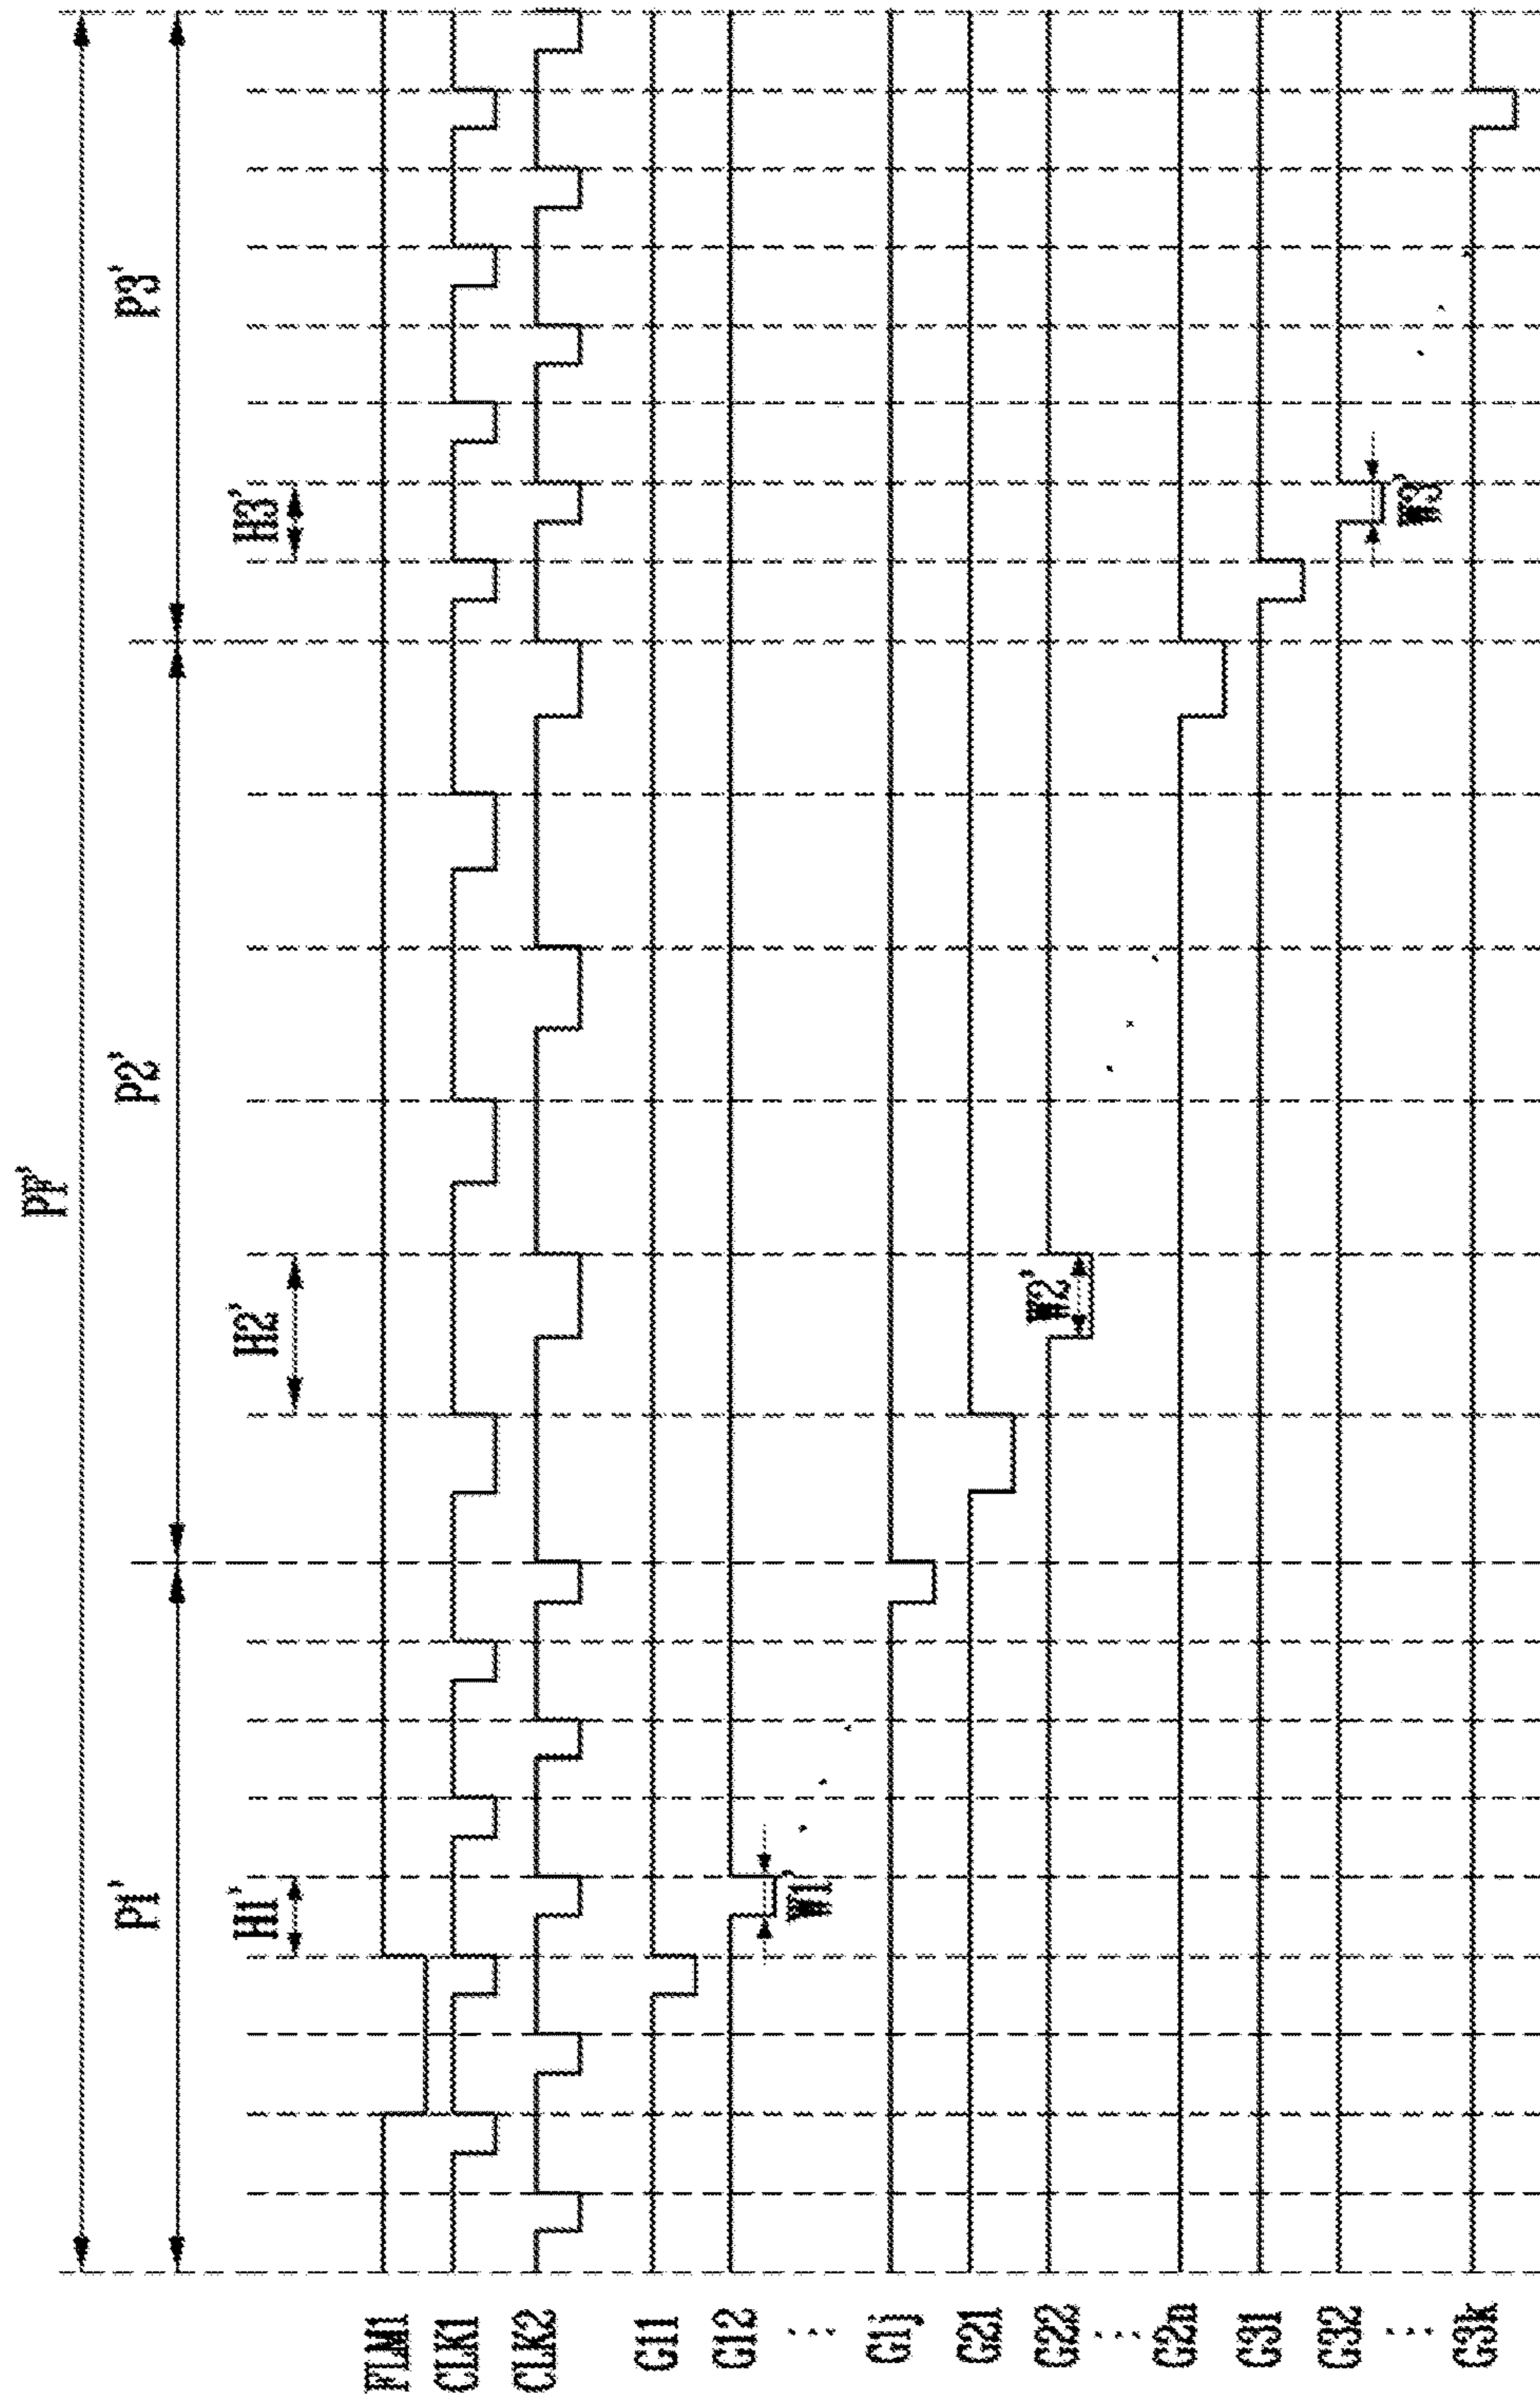 PF'
P1'
P2'
P3'
H1'
H2'
H3'
FLM1
CLK1
CLK2
G11
G12
W1'
...
G1j
G21
G22
W2'
...
G2n
G31
G32
W3'
...
G3k